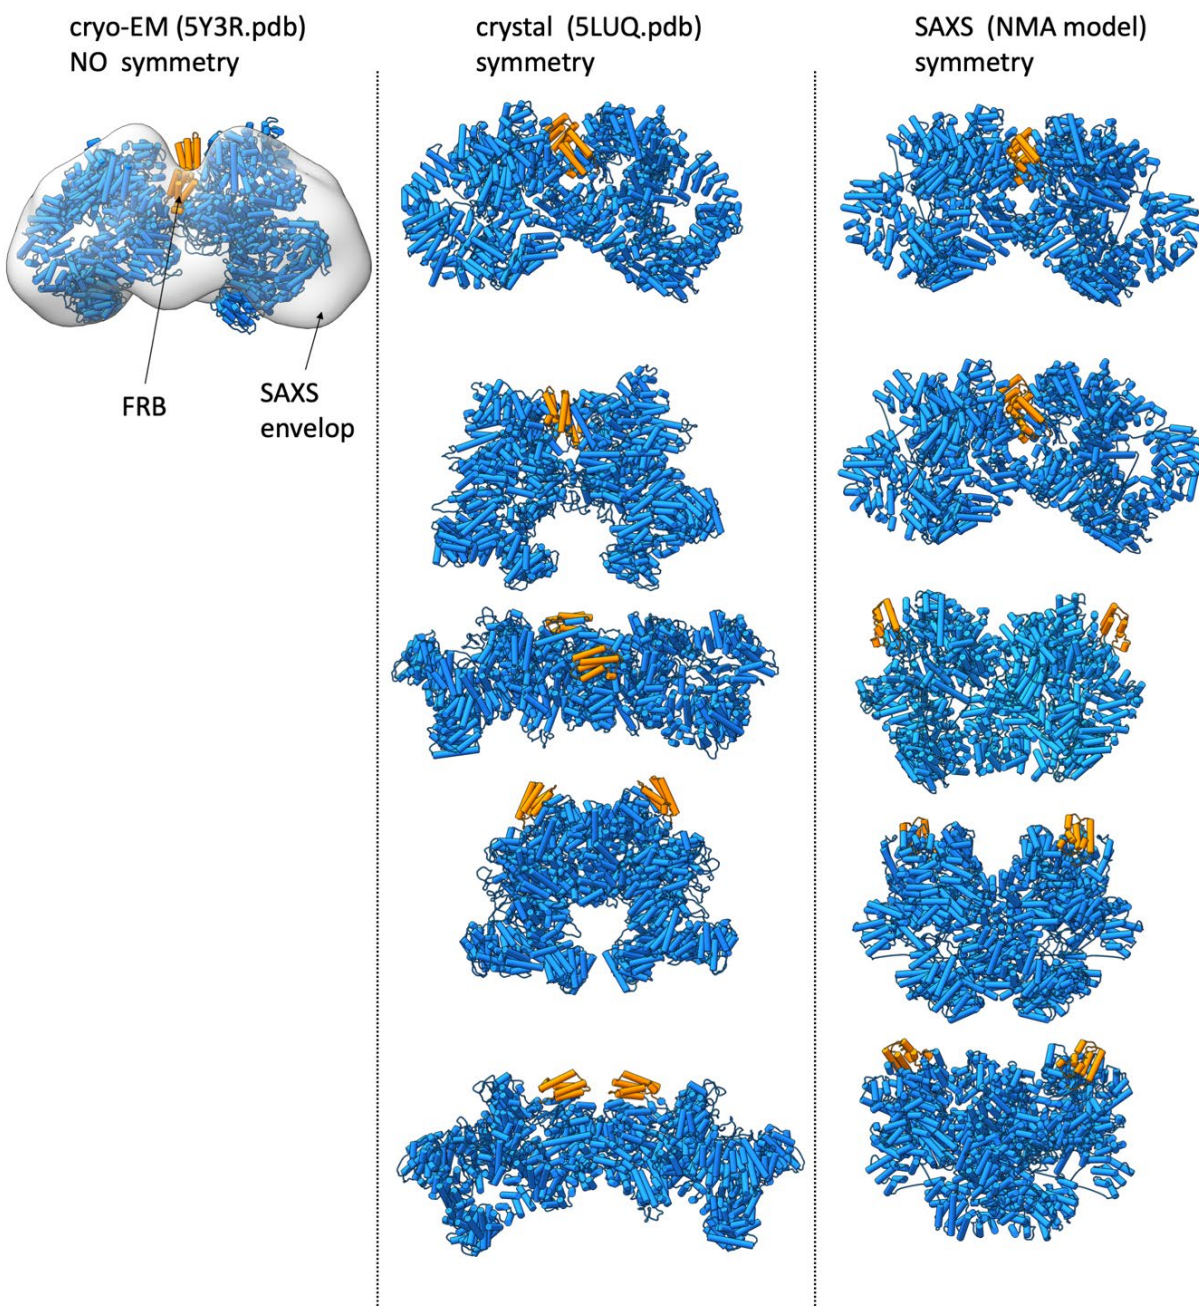 cryo-EM (5Y3R.pdb)
NO symmetry
crystal (5LUQ.pdb)
symmetry
SAXS (NMA model)
symmetry
FRB
SAXS
envelop